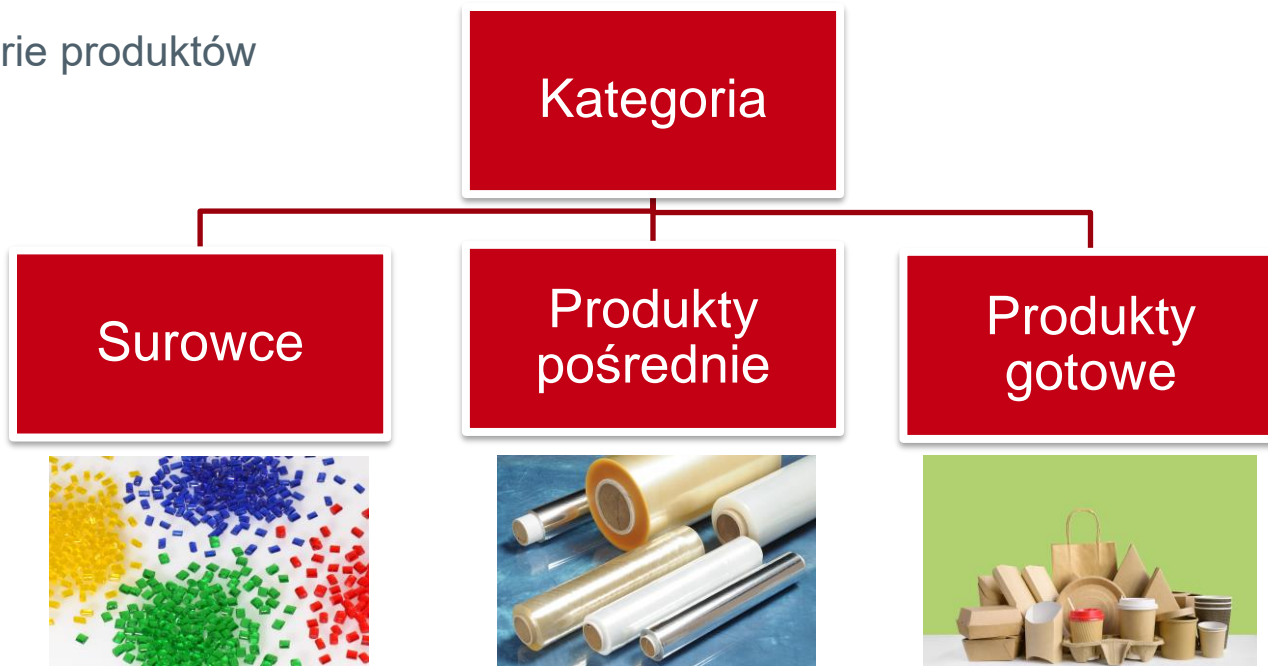 rie produktów
Kategoria
Surowce
Produkty
pośrednie
Produkty
gotowe